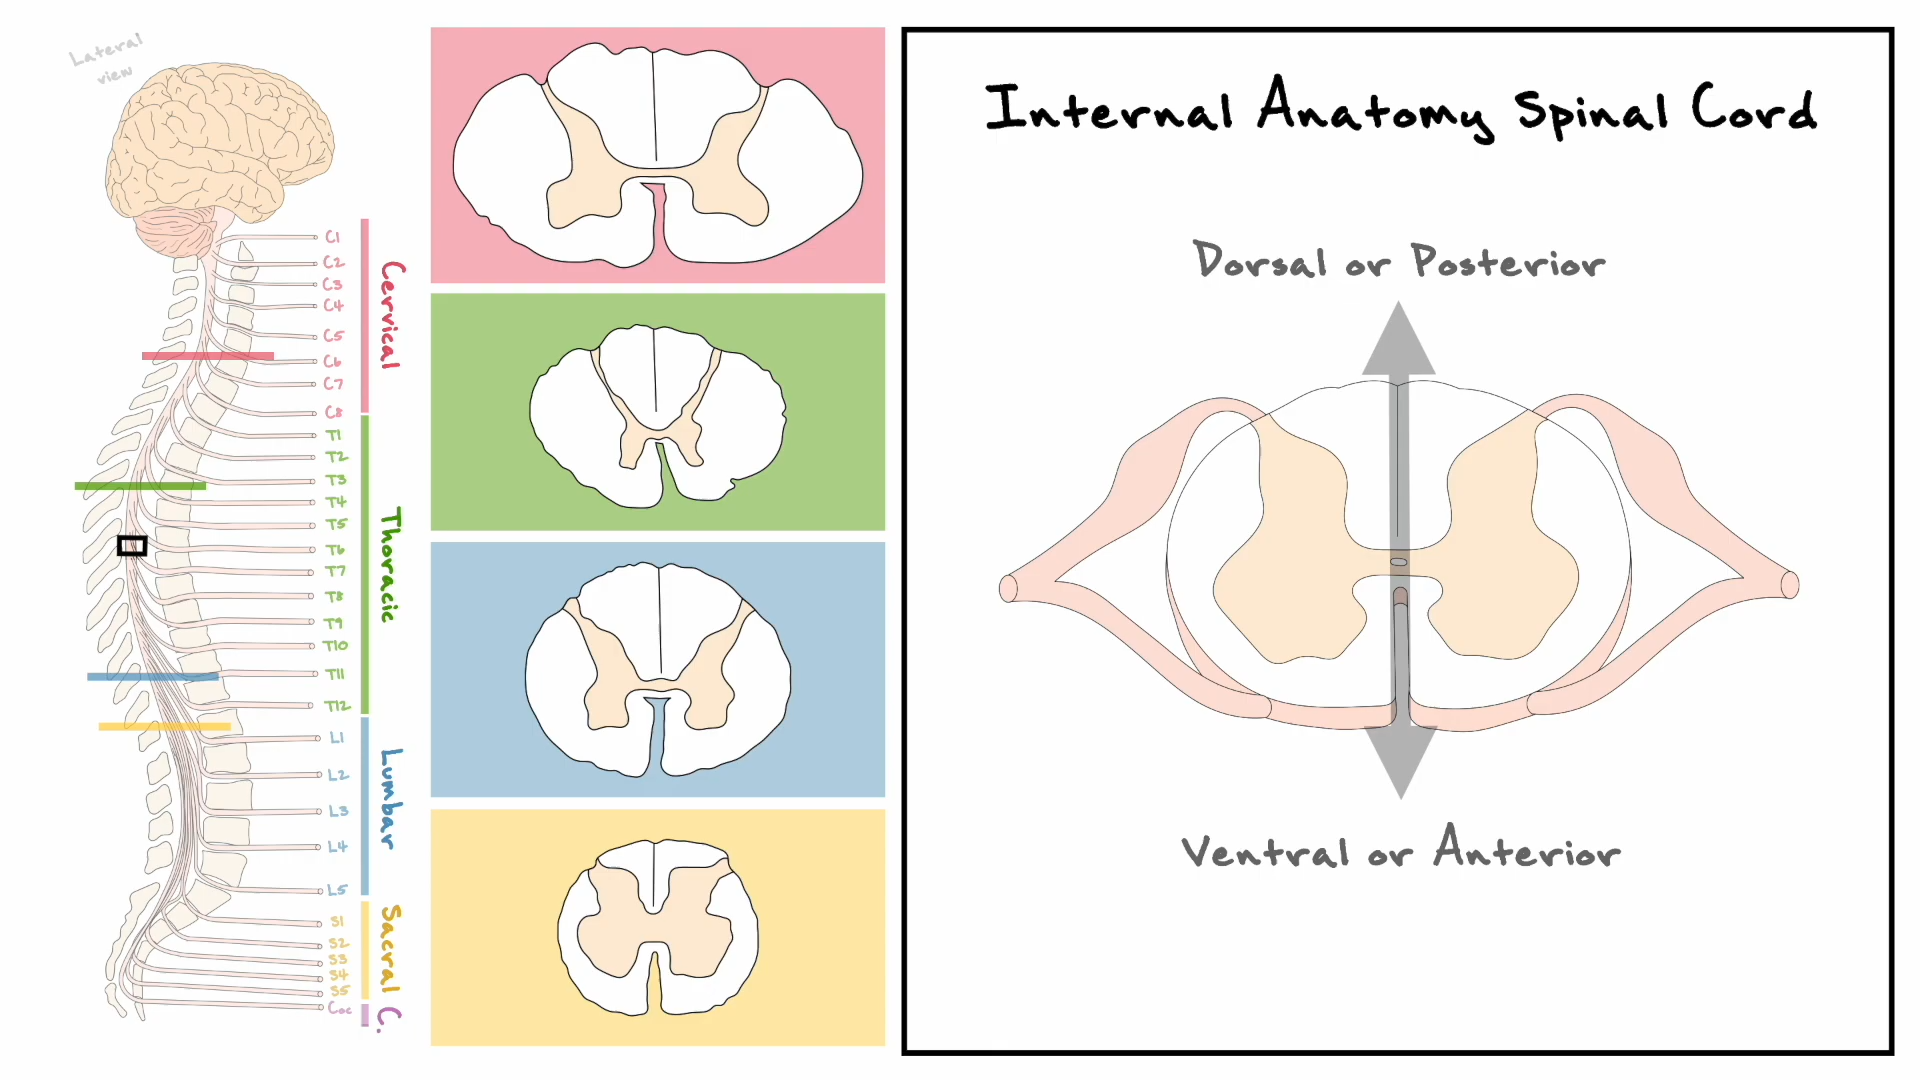 Lateral
view
C1
C2
C3
C4
C5
C6
C7
C8
T1
T2
T3
T4
T5
T6
T7
T8
T9
T10
T11
T12
L1
L2
L3
L4
L5
S1
S2
S3
S4
S5
Coc
Cervical
Thoracic
Lumbar
Sacral
C.
Internal Anatomy Spinal Cord
Dorsal or Posterior
Ventral or Anterior